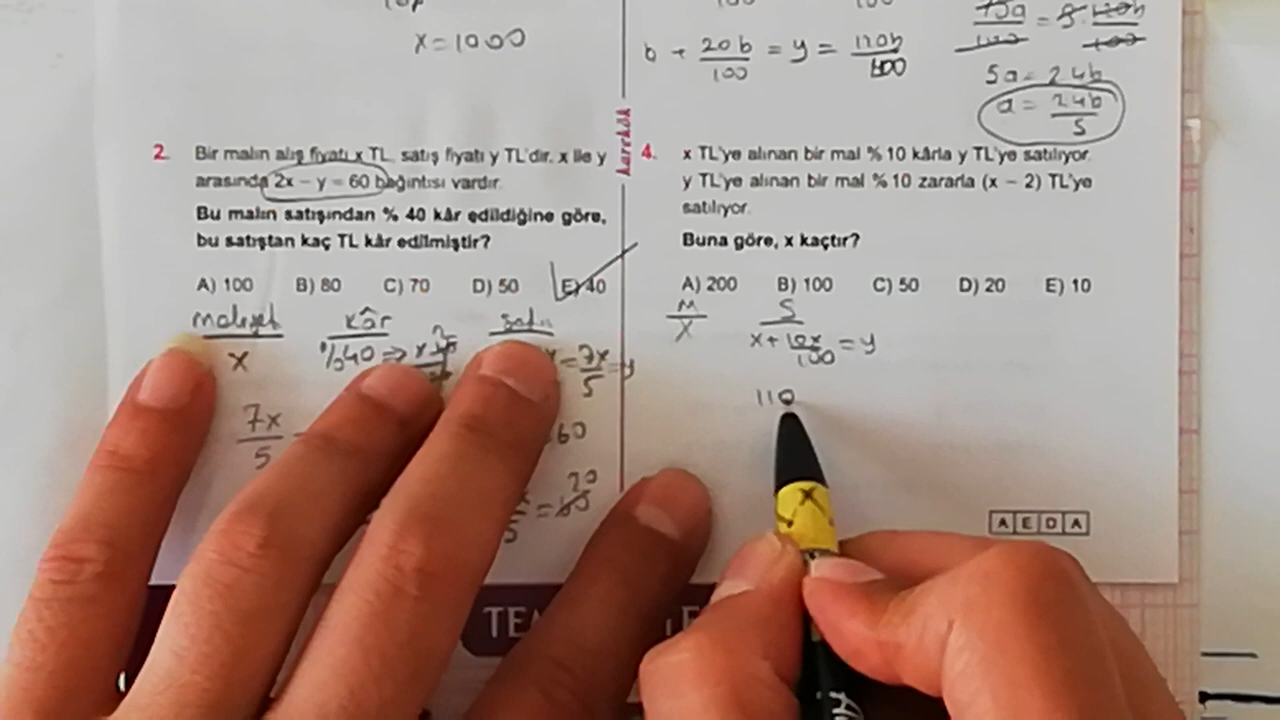 x=1000
2. Bir malın alış fiyatı x TL, satış fiyatı y TL'dir. x ile y
arasında 2x – y = 60 bağıntısı vardır.
Bu malın satışından % 40 kâr edildiğine göre,
bu satıştan kaç TL kâr edilmiştir?
A) 100 B) 80 C) 70 D) 50 E) 40
maliyet kâr satış
x %40 ⇒ = 7x/5 = y
7x/5 –
60
20
= 60
karekök
b + 20b/100 = y = 120b/100
5a = 24b
a = 24b/5
4. x TL'ye alınan bir mal % 10 kârla y TL'ye satılıyor.
y TL'ye alınan bir mal % 10 zararla (x – 2) TL'ye
satılıyor.
Buna göre, x kaçtır?
A) 200 B) 100 C) 50 D) 20 E) 10
M S
x x + 10x/100 = y
110
A E D A